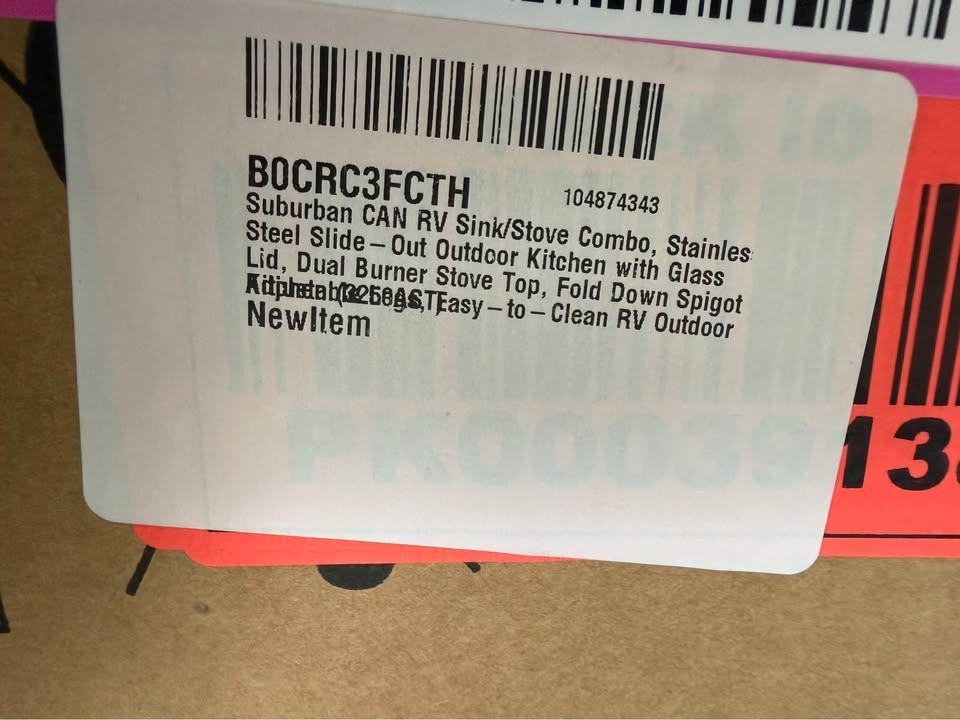 B0CRC3FCTH 104874343
Suburban CAN RV Sink/Stove Combo, Stainles
Steel Slide-Out Outdoor Kitchen with Glass
Lid, Dual Burner Stove Top, Fold Down Spigot
Easy-to-Clean RV Outdoor
NewItem
PK00039138